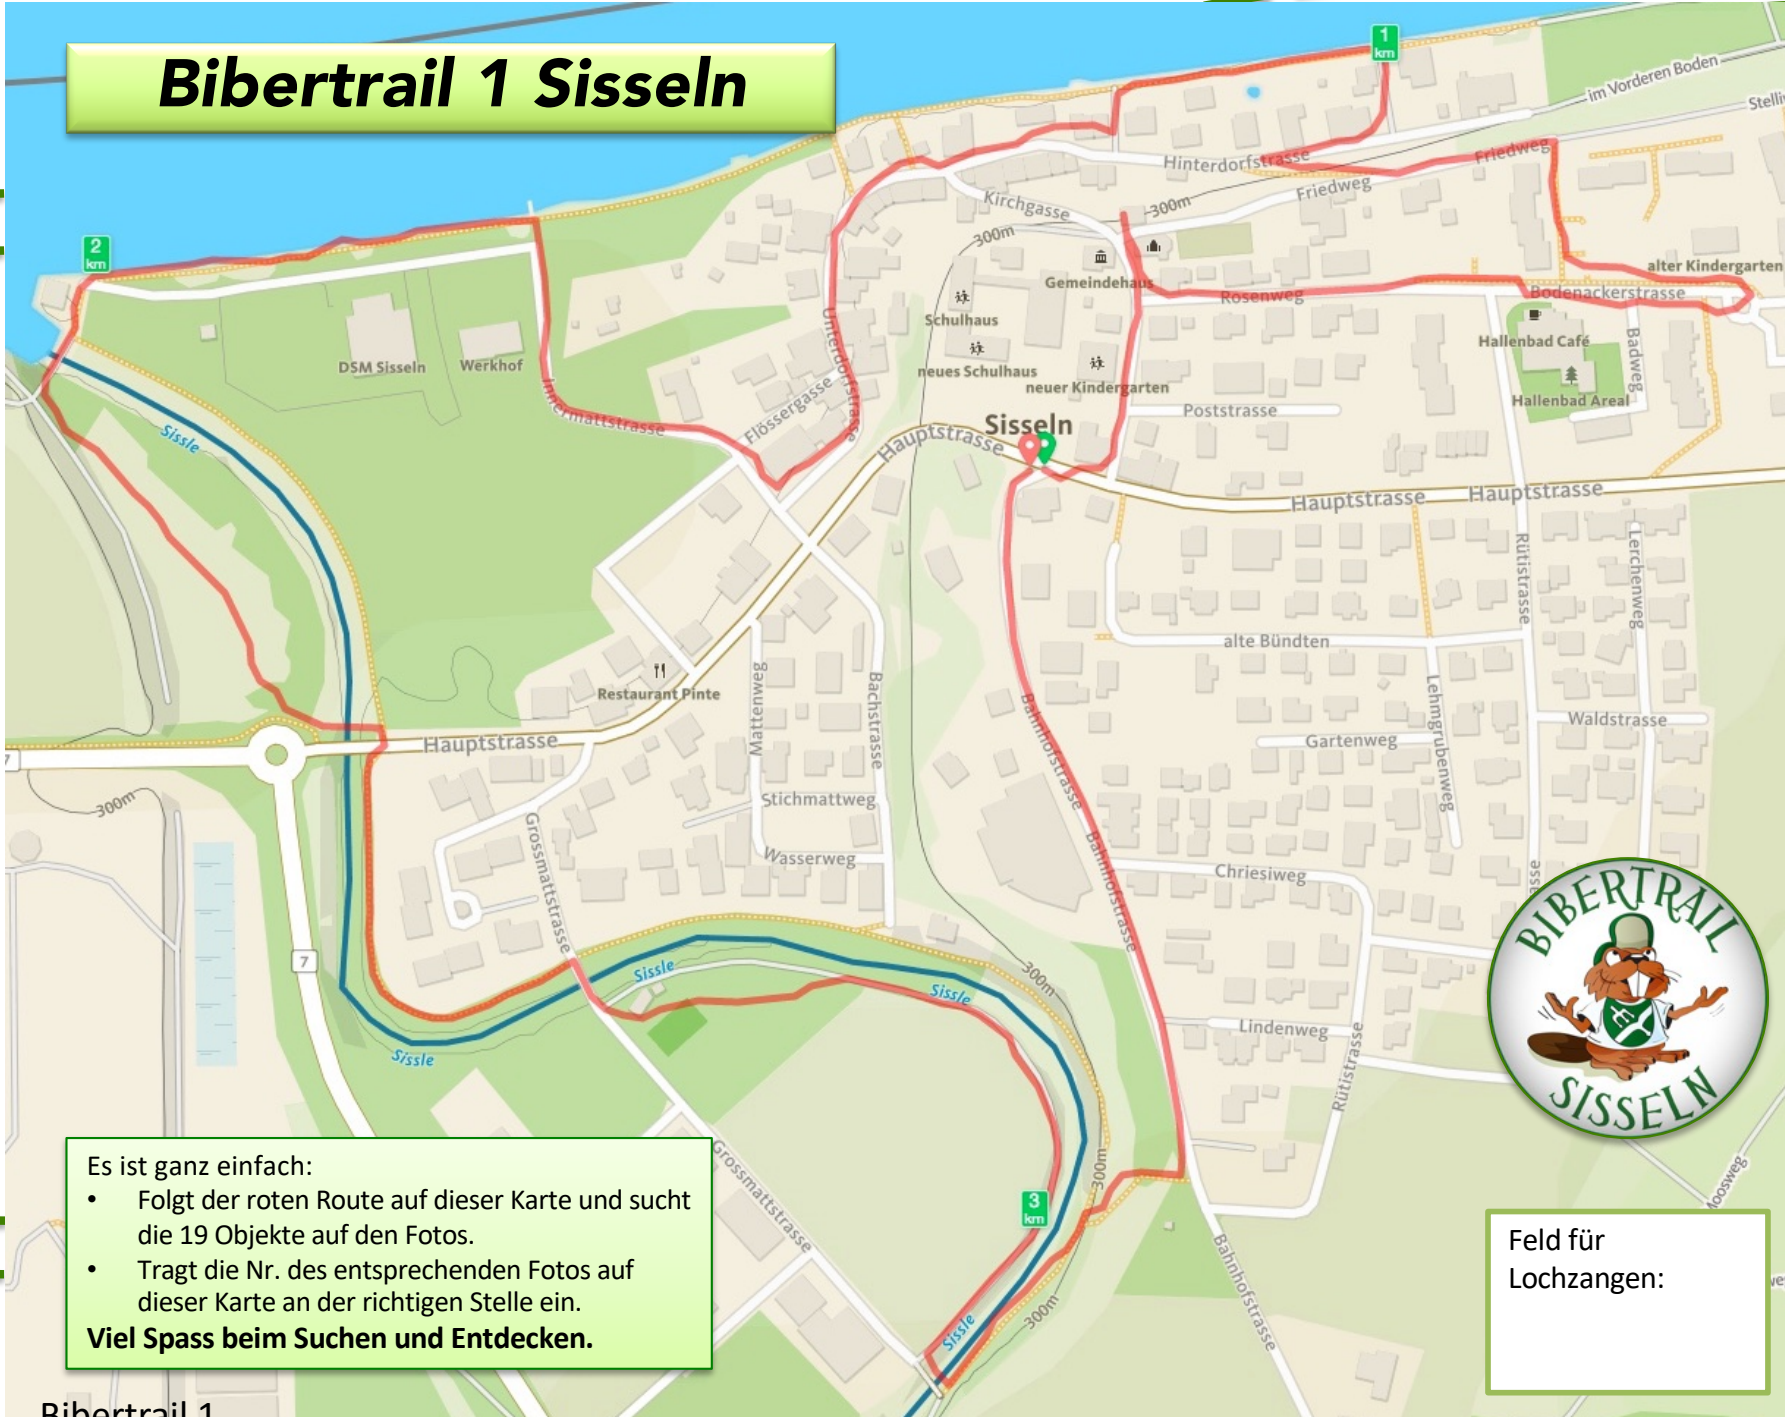 Bibertrail 1 Sisseln
1
km
im Vorderen Boden
Hinterdorfstrasse
Friedweg
Friedweg
Kirchgasse
300m
300m
2
km
Gemeindehaus
alter Kindergarten
Rosenweg
Bodenackerstrasse
Schulhaus
Unterdorfstrasse
DSM Sisseln
Werkhof
neues Schulhaus
neuer Kindergarten
Hallenbad Café
Badweg
Hallenbad Areal
Innermattstrasse
Flössergasse
Poststrasse
Sisseln
Hauptstrasse
Sissle
Hauptstrasse
Hauptstrasse
Rütistrasse
Lerchenweg
alte Bündten
Restaurant Pinte
Mattenweg
Bachstrasse
Bahnhofstrasse
Lehmgrubenweg
Waldstrasse
Gartenweg
Hauptstrasse
7
300m
Stichmattweg
Grossmattstrasse
Wasserweg
Bahnhofstrasse
Chriesiweg
BIBERTRAIL
SISSELN
7
Sissle
Sissle
300m
Lindenweg
Rütistrasse
Sissle
Grossmattstrasse
300m
3
km
Moosweg
Bahnhofstrasse
300m
Sissle
Es ist ganz einfach:
• Folgt der roten Route auf dieser Karte und sucht
die 19 Objekte auf den Fotos.
• Tragt die Nr. des entsprechenden Fotos auf
dieser Karte an der richtigen Stelle ein.
Viel Spass beim Suchen und Entdecken.
Feld für
Lochzangen:
Bibertrail 1